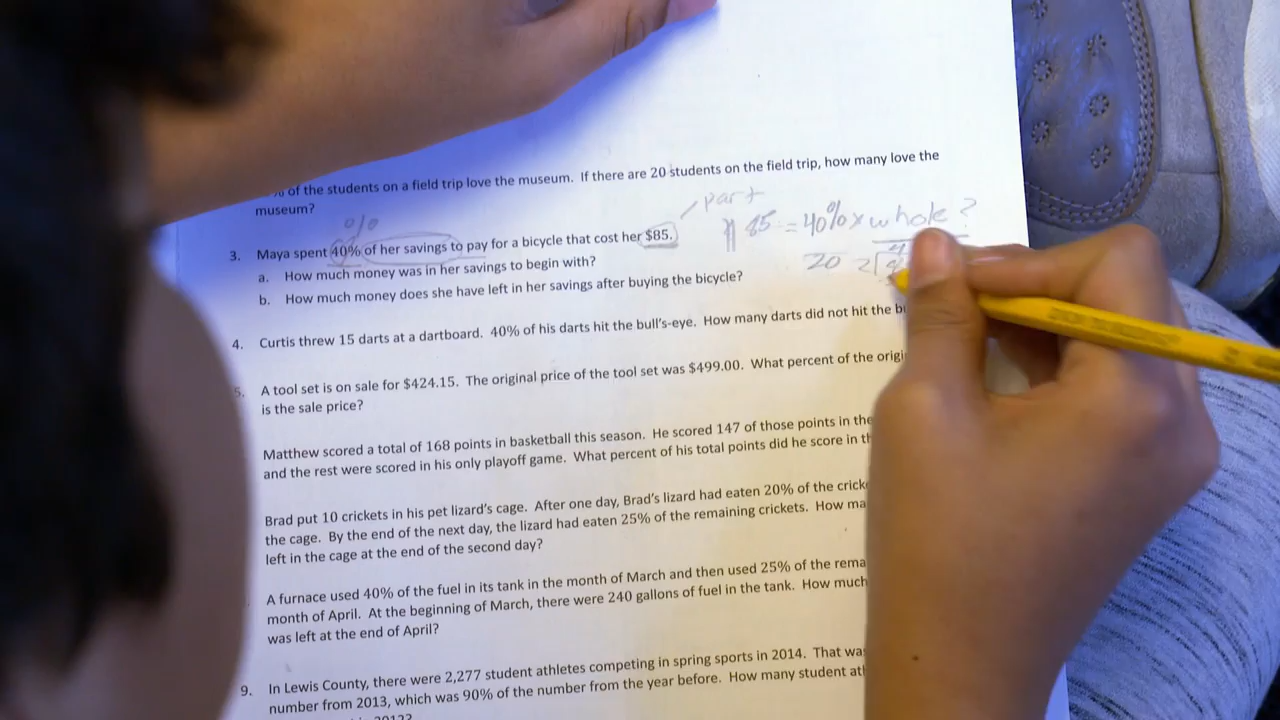 of the students on a field trip love the museum. If there are 20 students on the field trip, how many love the
museum?
part
%
$85 = 40% x whole?
3. Maya spent 40% of her savings to pay for a bicycle that cost her $85.
20 2
a. How much money was in her savings to begin with?
b. How much money does she have left in her savings after buying the bicycle?
4. Curtis threw 15 darts at a dartboard. 40% of his darts hit the bull's-eye. How many darts did not hit the
5. A tool set is on sale for $424.15. The original price of the tool set was $499.00. What percent of the
is the sale price?
Matthew scored a total of 168 points in basketball this season. He scored 147 of those points in the
and the rest were scored in his only playoff game. What percent of his total points did he score in
Brad put 10 crickets in his pet lizard's cage. After one day, Brad's lizard had eaten 20% of the
the cage. By the end of the next day, the lizard had eaten 25% of the remaining crickets. How
left in the cage at the end of the second day?
A furnace used 40% of the fuel in its tank in the month of March and then used 25% of the
month of April. At the beginning of March, there were 240 gallons of fuel in the tank. How much
was left at the end of April?
9. In Lewis County, there were 2,277 student athletes competing in spring sports in 2014. That was
number from 2013, which was 90% of the number from the year before. How many student